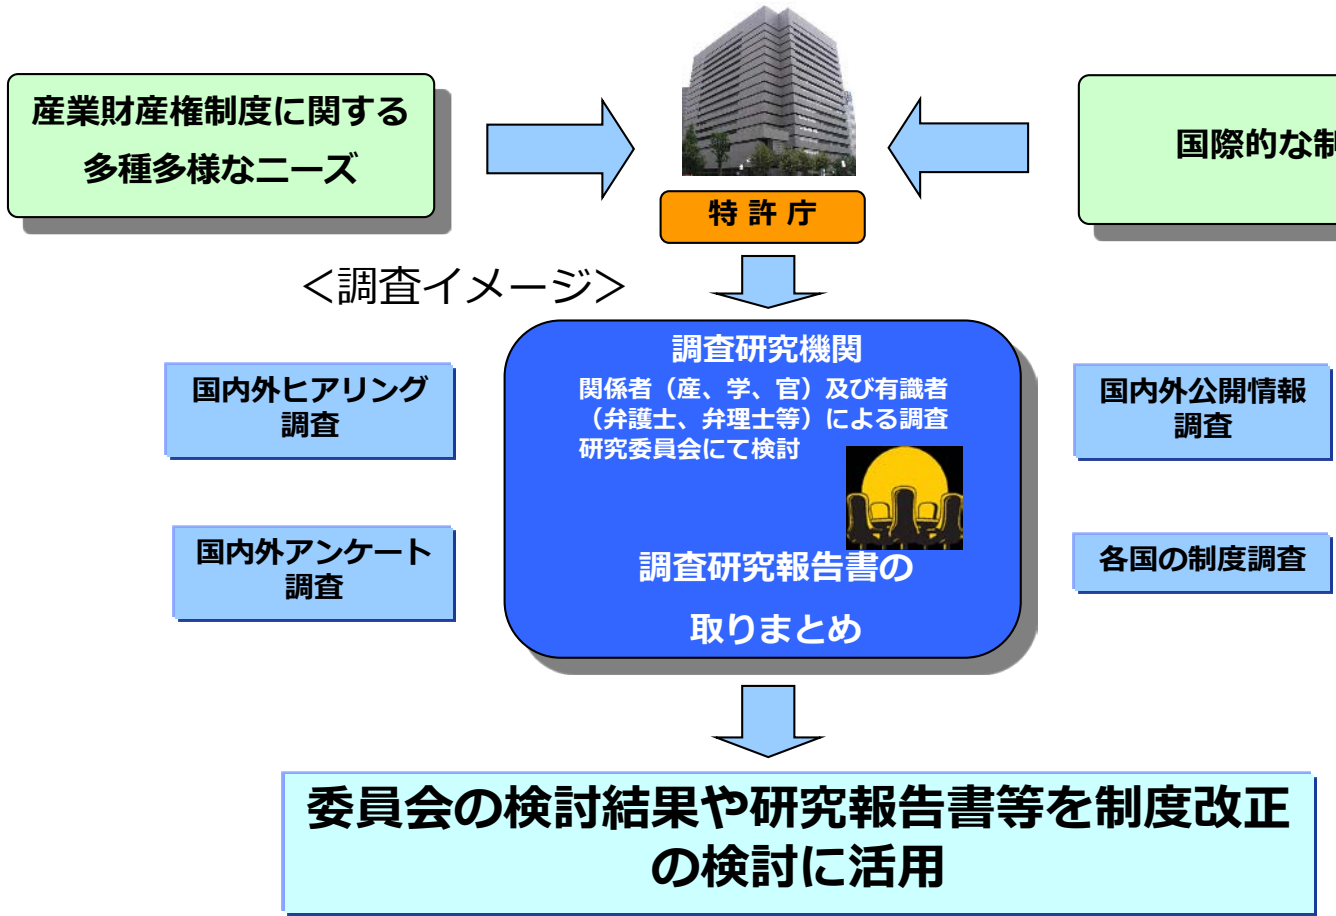 産業財産権制度に関する
多種多様なニーズ
国際的な制
特許庁
＜調査イメージ＞
調査研究機関
関係者（産、学、官）及び有識者
（弁護士、弁理士等）による調査
研究委員会にて検討
調査研究報告書の
取りまとめ
国内外ヒアリング
調査
国内外アンケート
調査
国内外公開情報
調査
各国の制度調査
委員会の検討結果や研究報告書等を制度改正
の検討に活用